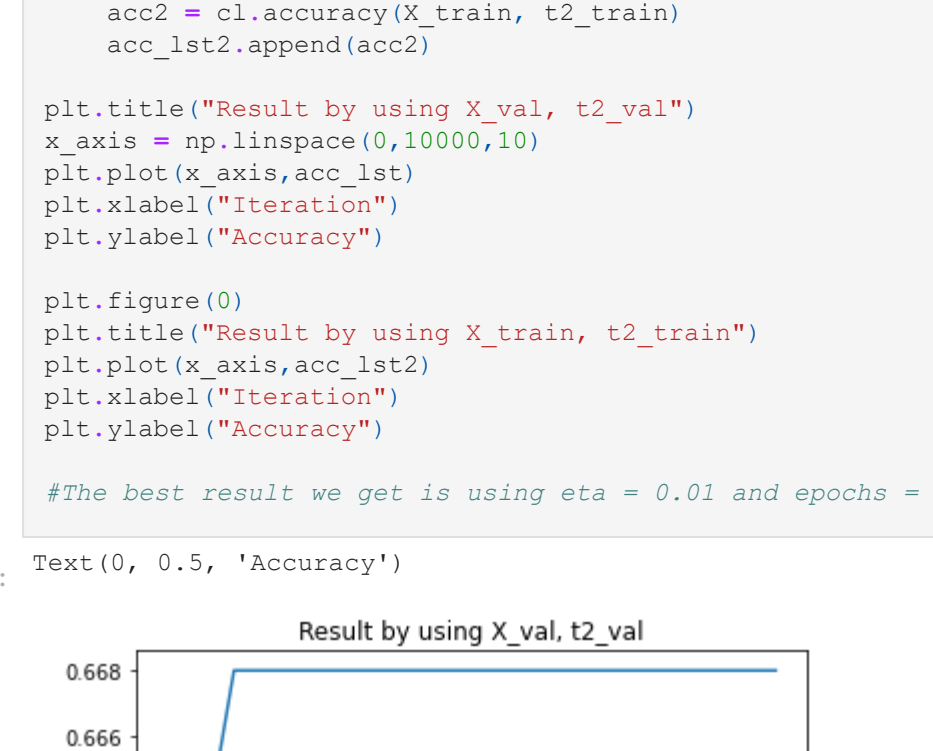 acc2 = cl.accuracy(X_train, t2_train)
acc_lst2.append(acc2)
plt.title("Result by using X_val, t2_val")
x_axis = np.linspace(0,10000,10)
plt.plot(x_axis,acc_lst)
plt.xlabel("Iteration")
plt.ylabel("Accuracy")
plt.figure(0)
plt.title("Result by using X_train, t2_train")
plt.plot(x_axis,acc_lst2)
plt.xlabel("Iteration")
plt.ylabel("Accuracy")
#The best result we get is using eta = 0.01 and epochs =
: Text(0, 0.5, 'Accuracy')
Result by using X_val, t2_val
0.668
0.666